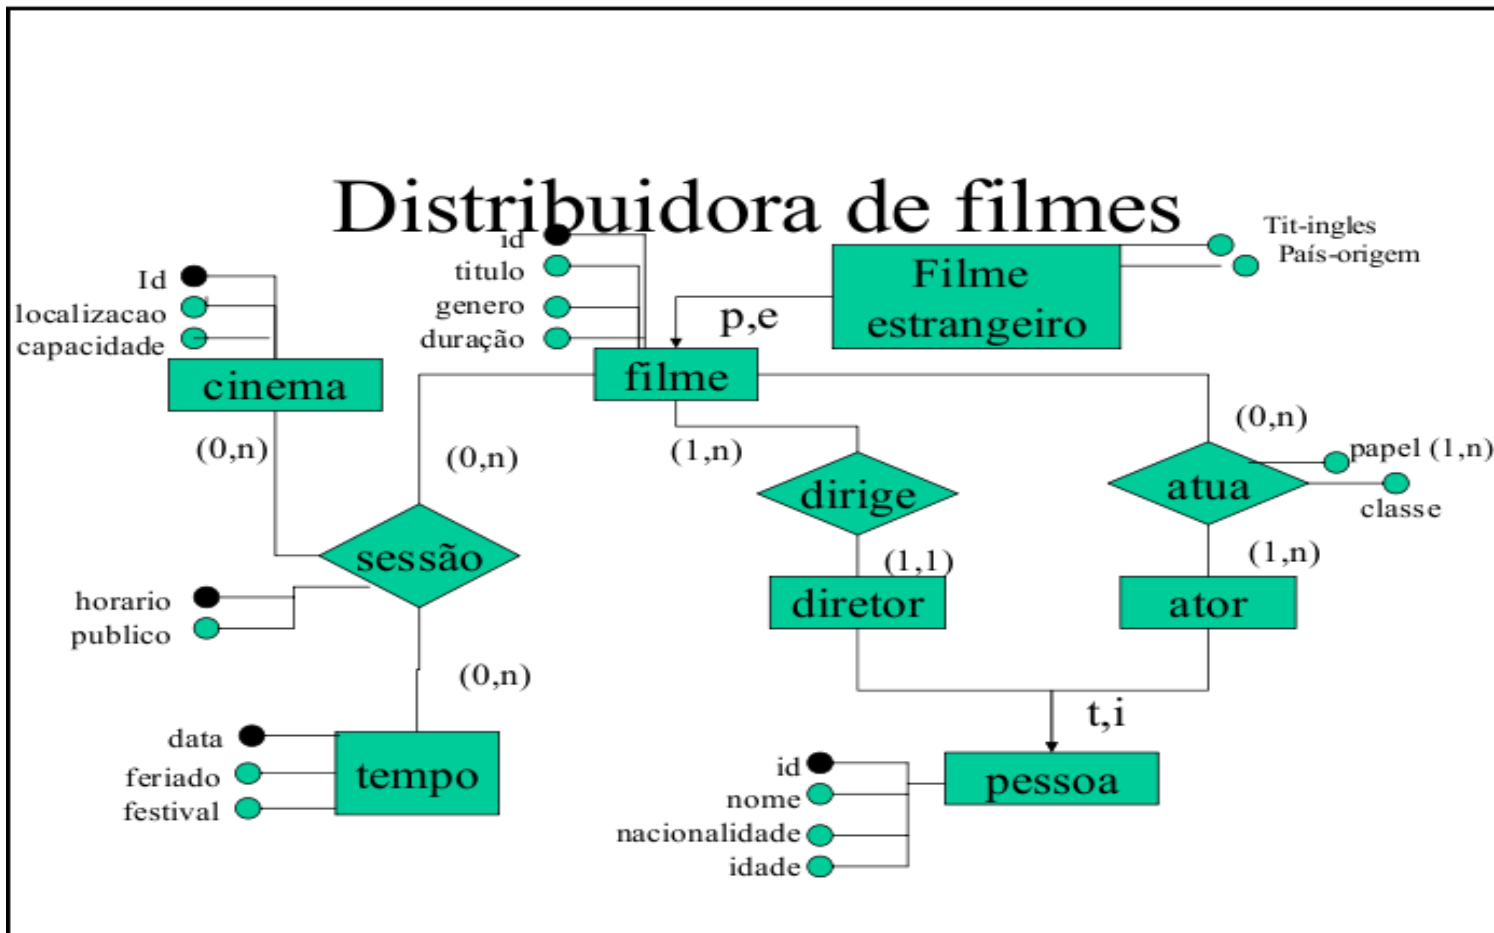 Distribuidora de filmes
id
titulo
genero
duração
Tit-ingles
País-origem
Filme
estrangeiro
p,e
Id
localizacao
capacidade
cinema
filme
(0,n)
(0,n)
(1,n)
(0,n)
papel (1,n)
classe
dirige
atua
sessão
(1,1)
(1,n)
horario
publico
diretor
ator
(0,n)
t,i
data
feriado
festival
tempo
id
nome
nacionalidade
idade
pessoa